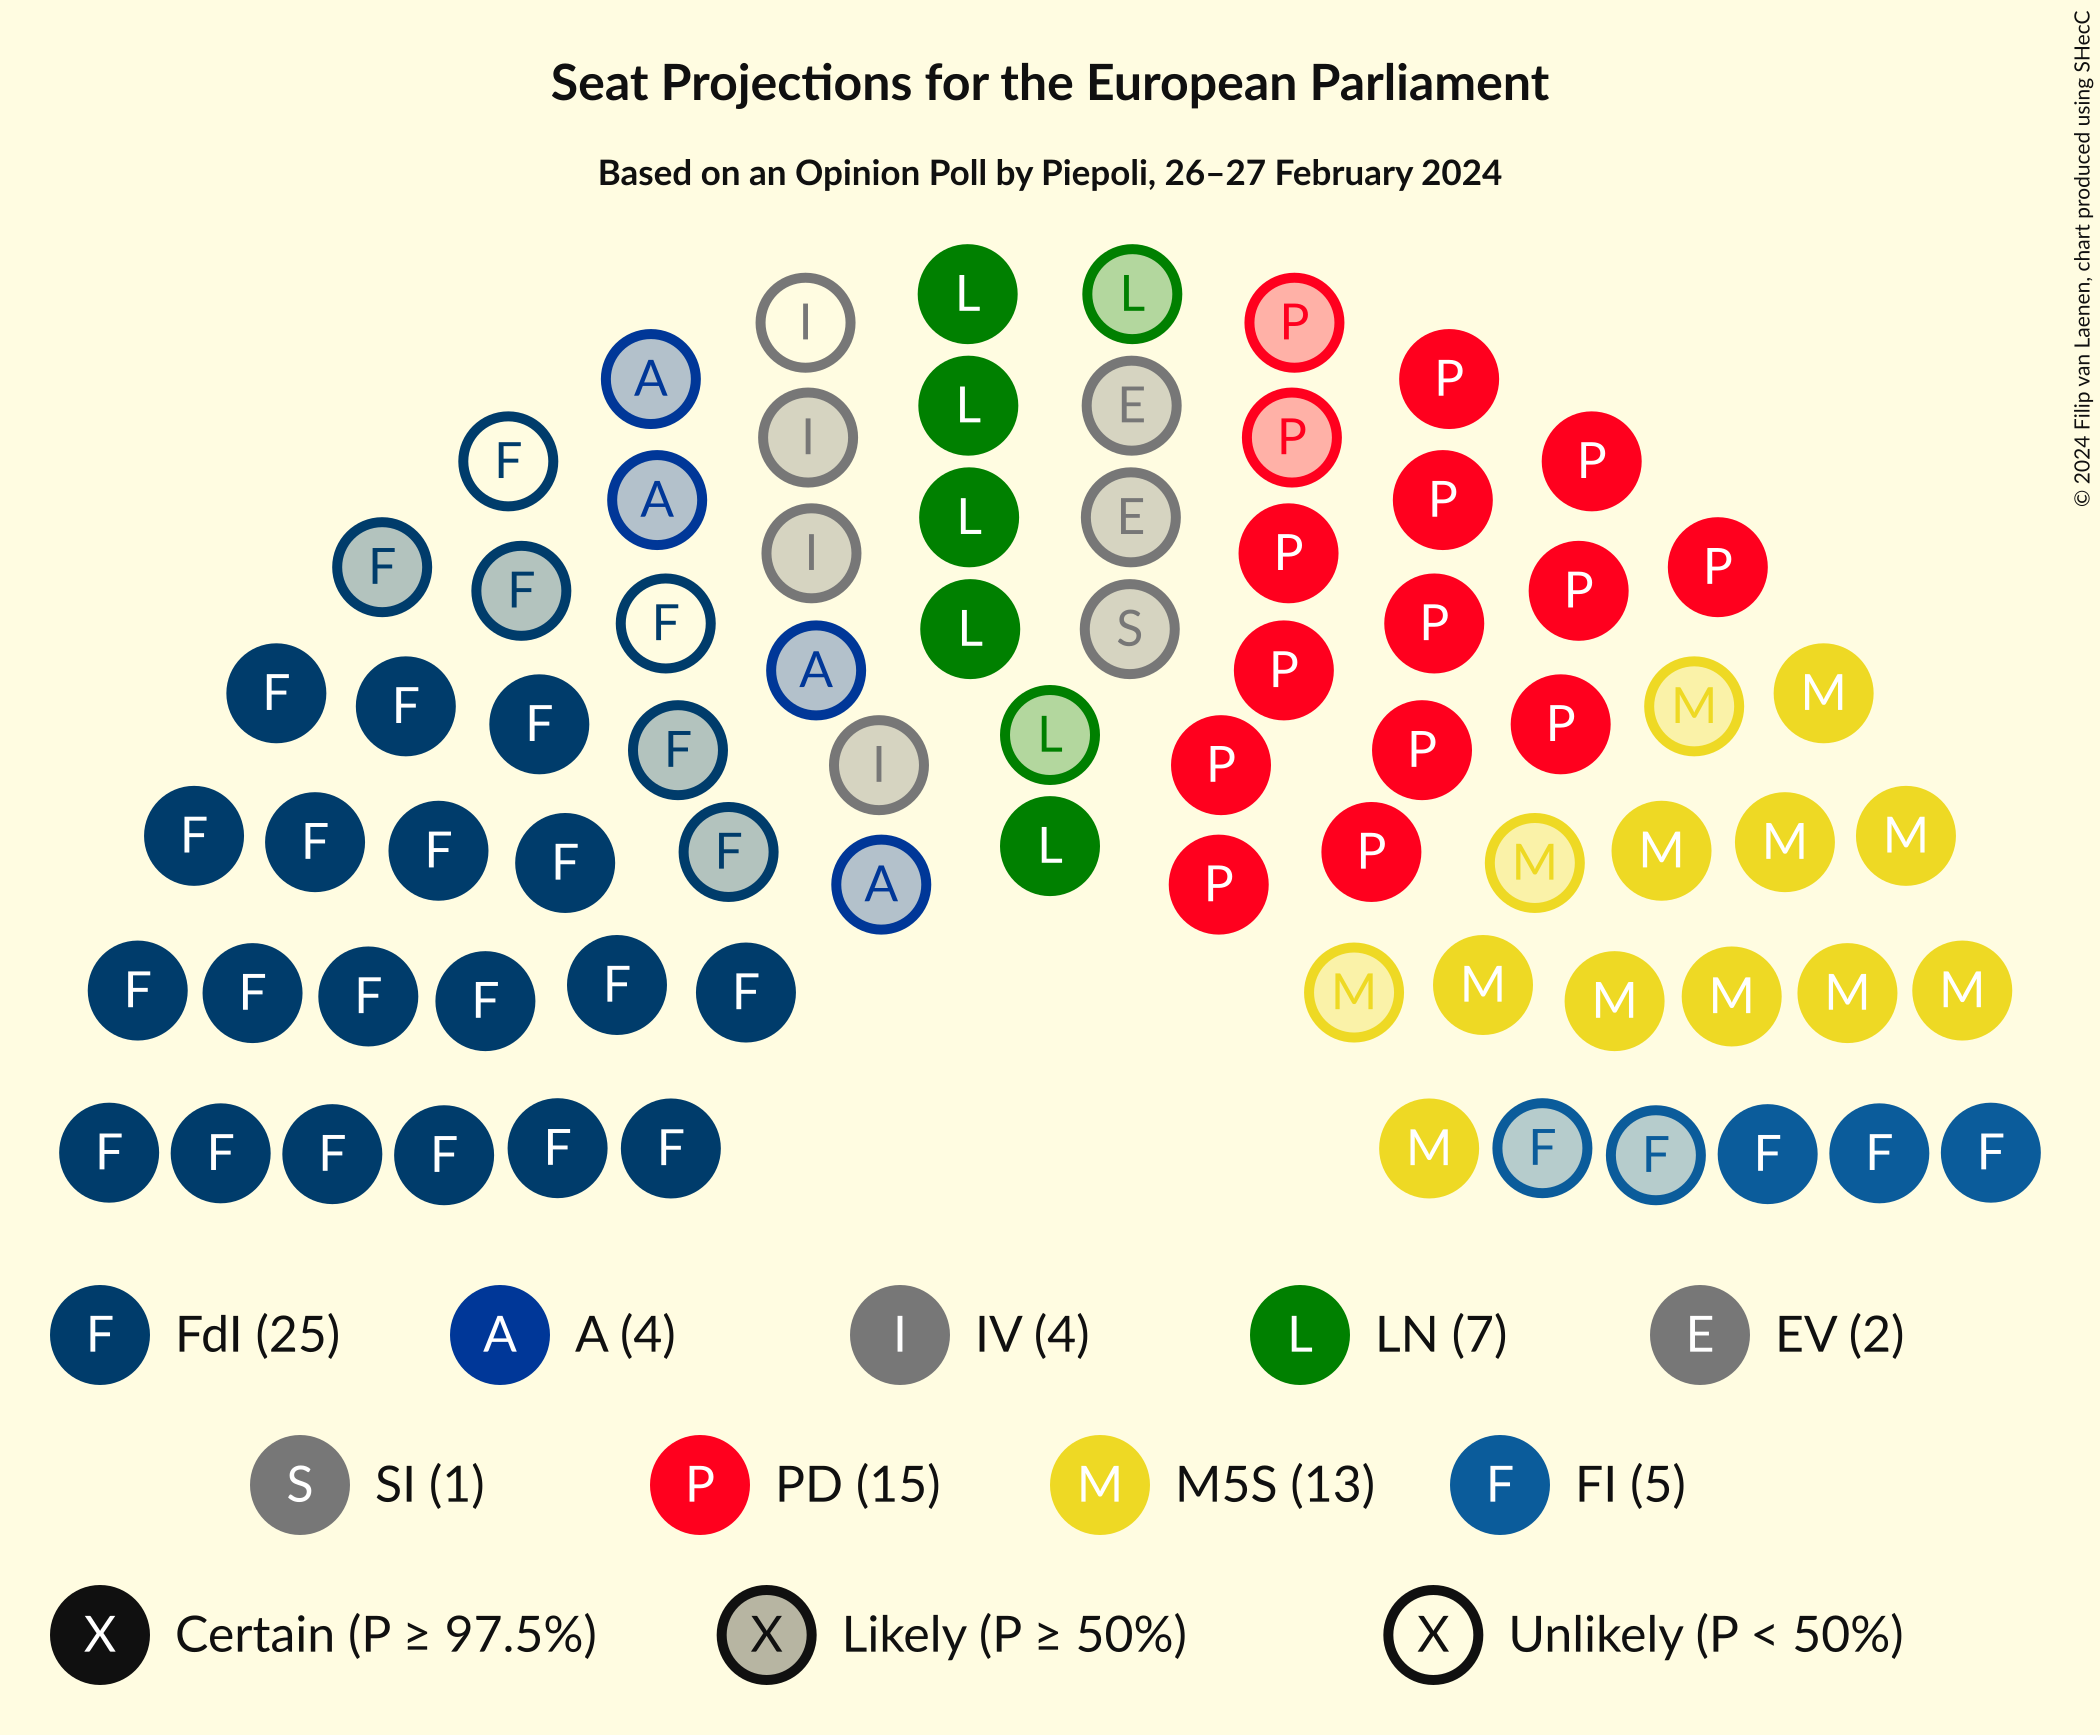 Seat Projections for the European Parliament
Based on an Opinion Poll by Piepoli, 26–27 February 2024
© 2024 Filip van Laenen, chart produced using SHecC
L L
I P
A P
L E
I P
F P
A P
L E
I P
F P
F P
F P
L S
A P
F M
F M
F P
L
F P
I P
F M
F M
F M
L
F P
F M
A P
F F F F F F M M M M M M
F F F F F F M F F F F F
F FdI (25) A A (4) I IV (4) L LN (7) E EV (2)
S SI (1) P PD (15) M M5S (13) F FI (5)
X Certain (P ≥ 97.5%) X Likely (P ≥ 50%) X Unlikely (P < 50%)